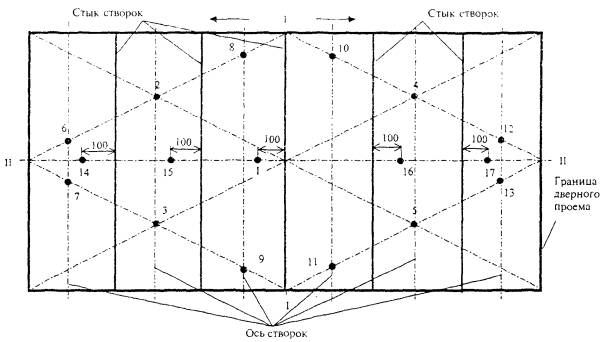 Стык створок
I
Стык створок
8
10
2
4
6
12
100
100
100
100
100
II
14
15
1
16
17
II
7
13
Граница
дверного
проема
3
5
9
11
I
Ось створок